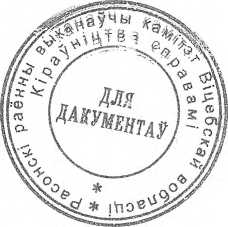 Расонскі раённы выканаўчы камітэт Віцебскай вобласці *
Кіраўніцтва справамі
ДЛЯ
ДАКУМЕНТАЎ
*